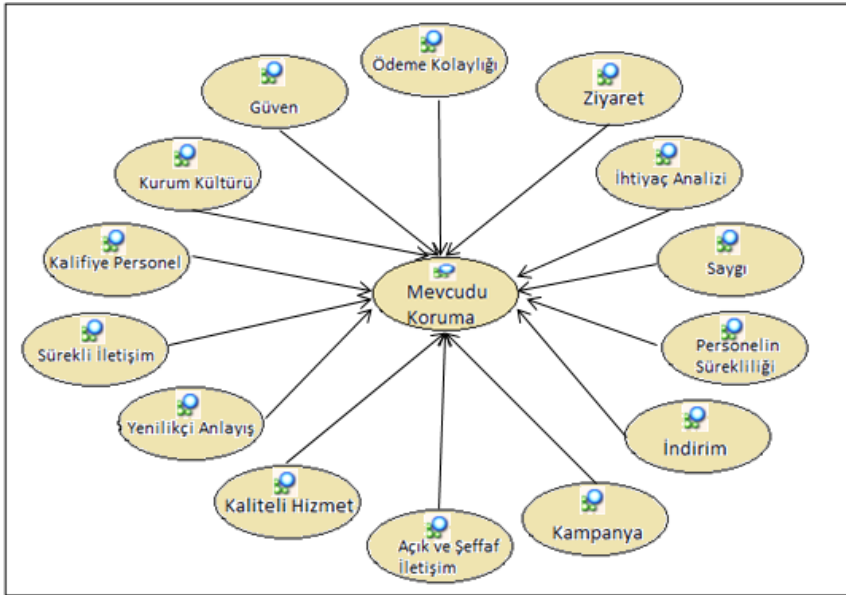 Ödeme Kolaylığı
Güven
Ziyaret
Kurum Kültürü
İhtiyaç Analizi
Kalifiye Personel
Saygı
Mevcudu
Koruma
Sürekli İletişim
Personelin
Sürekliliği
Yenilikçi Anlayış
İndirim
Kaliteli Hizmet
Kampanya
Açık ve Şeffaf
İletişim